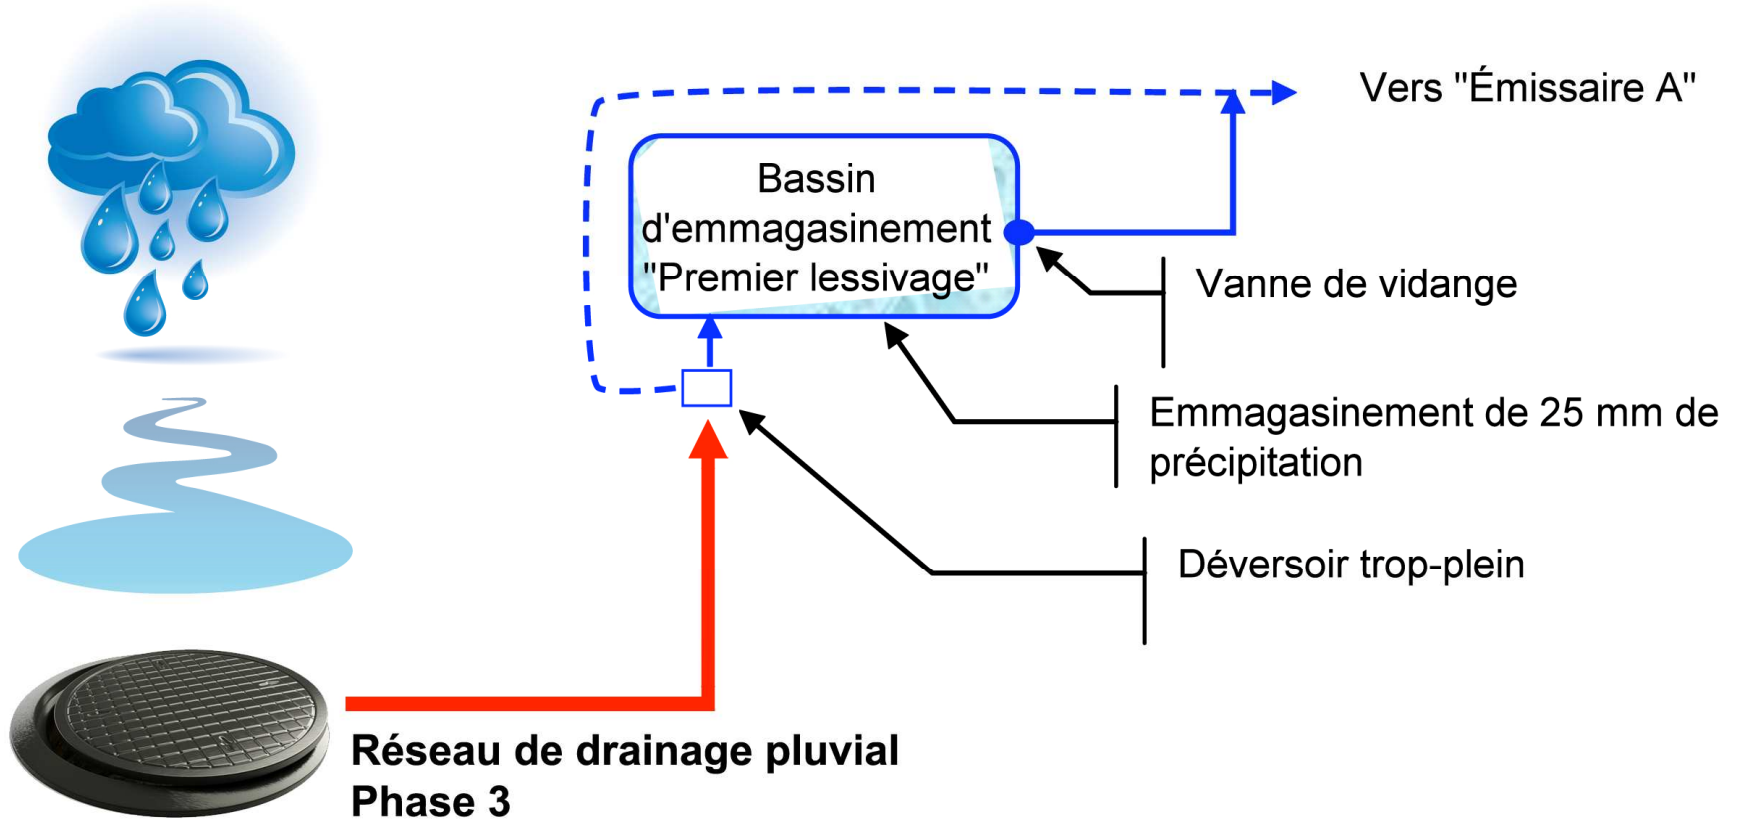 Vers "Émissaire A"
Bassin
d'emmagasinement
"Premier lessivage"
Vanne de vidange
Emmagasinement de 25 mm de
précipitation
Déversoir trop-plein
Réseau de drainage pluvial
Phase 3